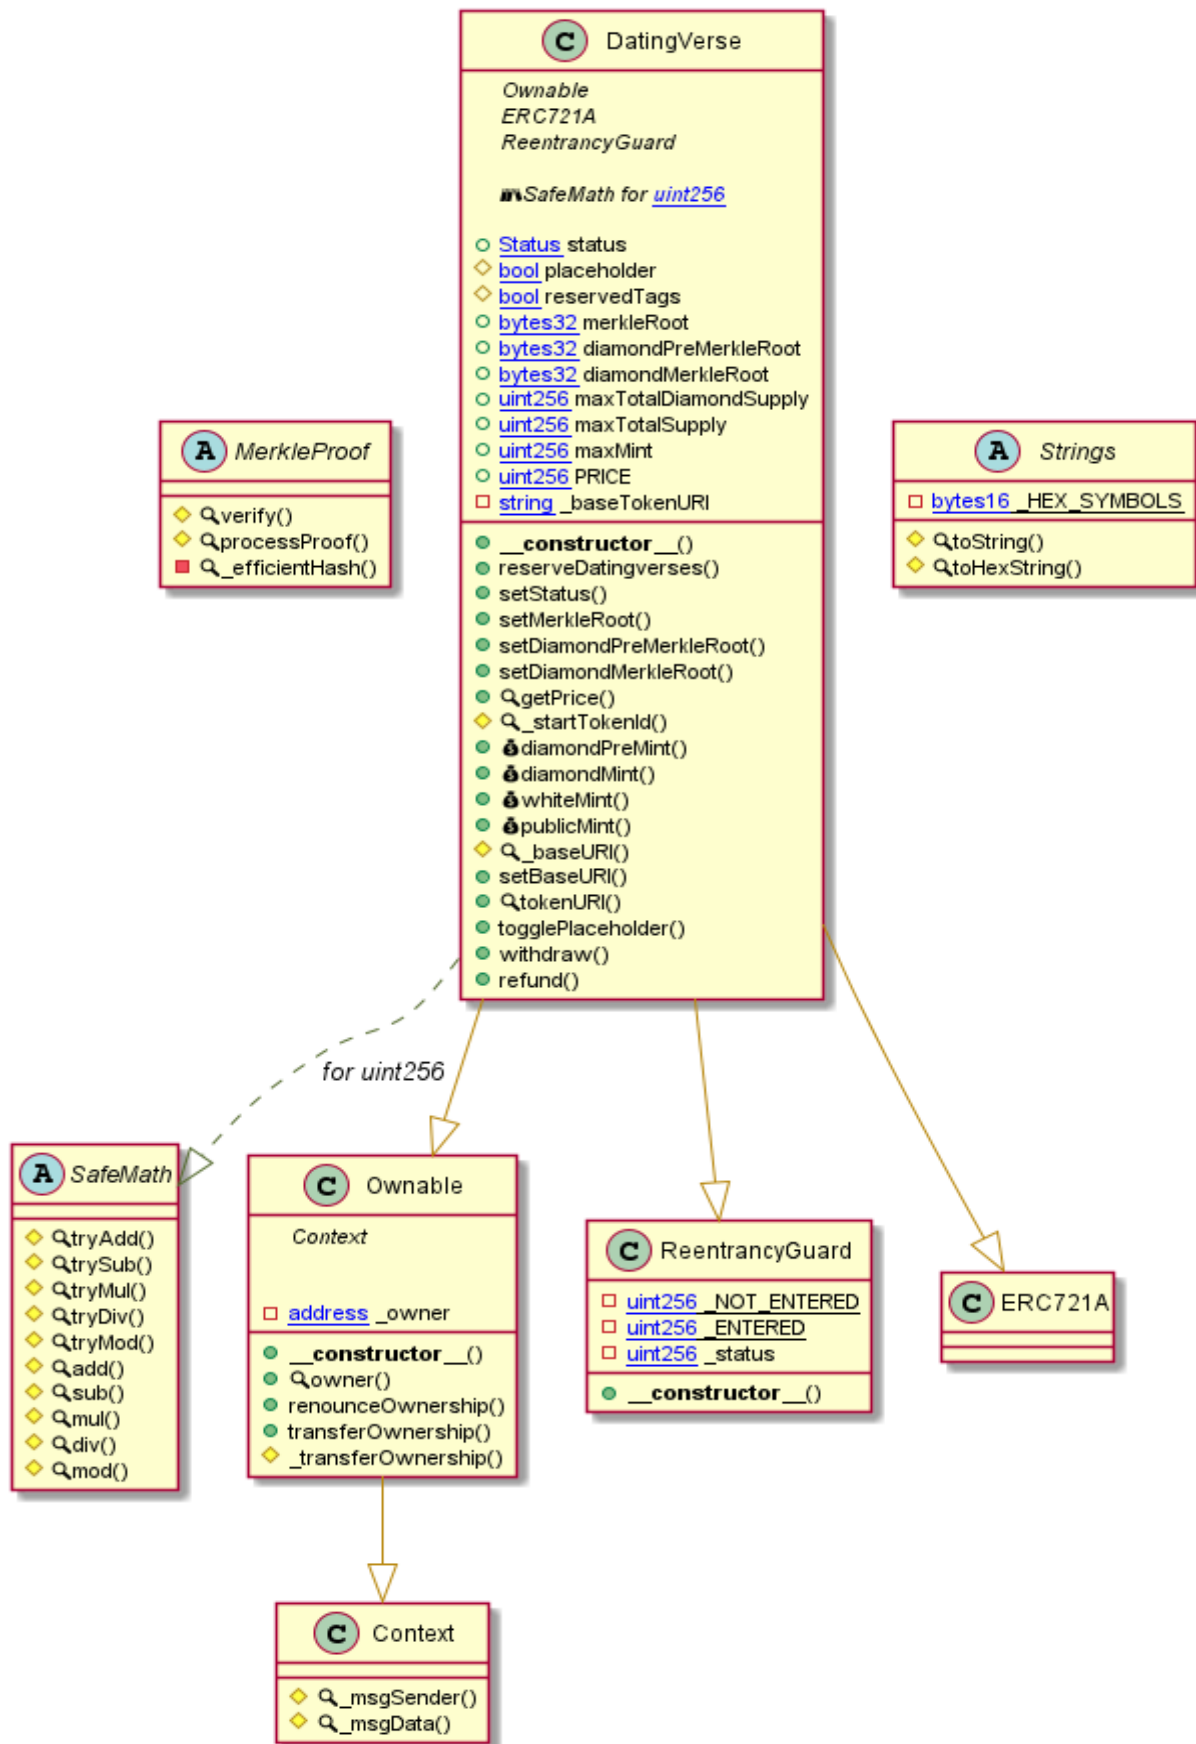 C DatingVerse
Ownable
ERC721A
ReentrancyGuard
SafeMath for uint256
Status status
bool placeholder
bool reservedTags
bytes32 merkleRoot
bytes32 diamondPreMerkleRoot
bytes32 diamondMerkleRoot
uint256 maxTotalDiamondSupply
uint256 maxTotalSupply
uint256 maxMint
uint256 PRICE
string _baseTokenURI
__constructor__()
reserveDatingverses()
setStatus()
setMerkleRoot()
setDiamondPreMerkleRoot()
setDiamondMerkleRoot()
getPrice()
_startTokenId()
diamondPreMint()
diamondMint()
whiteMint()
publicMint()
_baseURI()
setBaseURI()
tokenURI()
togglePlaceholder()
withdraw()
refund()
A MerkleProof
verify()
processProof()
_efficientHash()
A Strings
bytes16 _HEX_SYMBOLS
toString()
toHexString()
for uint256
A SafeMath
tryAdd()
trySub()
tryMul()
tryDiv()
tryMod()
add()
sub()
mul()
div()
mod()
C Ownable
Context
address _owner
__constructor__()
owner()
renounceOwnership()
transferOwnership()
_transferOwnership()
C ReentrancyGuard
uint256 _NOT_ENTERED
uint256 _ENTERED
uint256 _status
__constructor__()
C ERC721A
C Context
_msgSender()
_msgData()